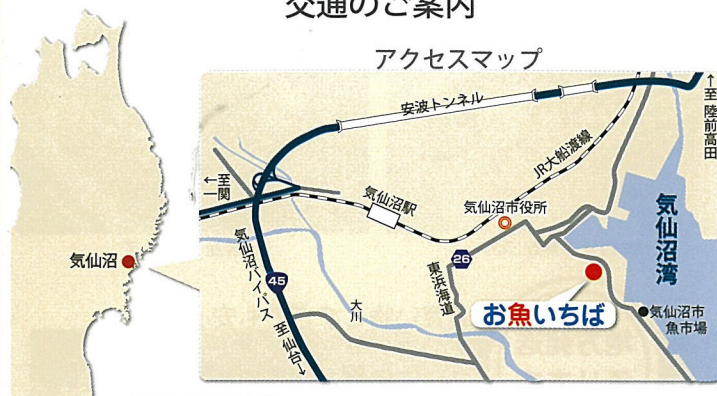 交通のご案内
アクセスマップ
気仙沼
安波トンネル
↑至 陸前高田
JR大船渡線
←至
一関
気仙沼駅
気仙沼市役所
気仙沼湾
26
東浜海道
気仙沼バイパス 至仙台→
45
大川
お魚いちば
気仙沼市
魚市場